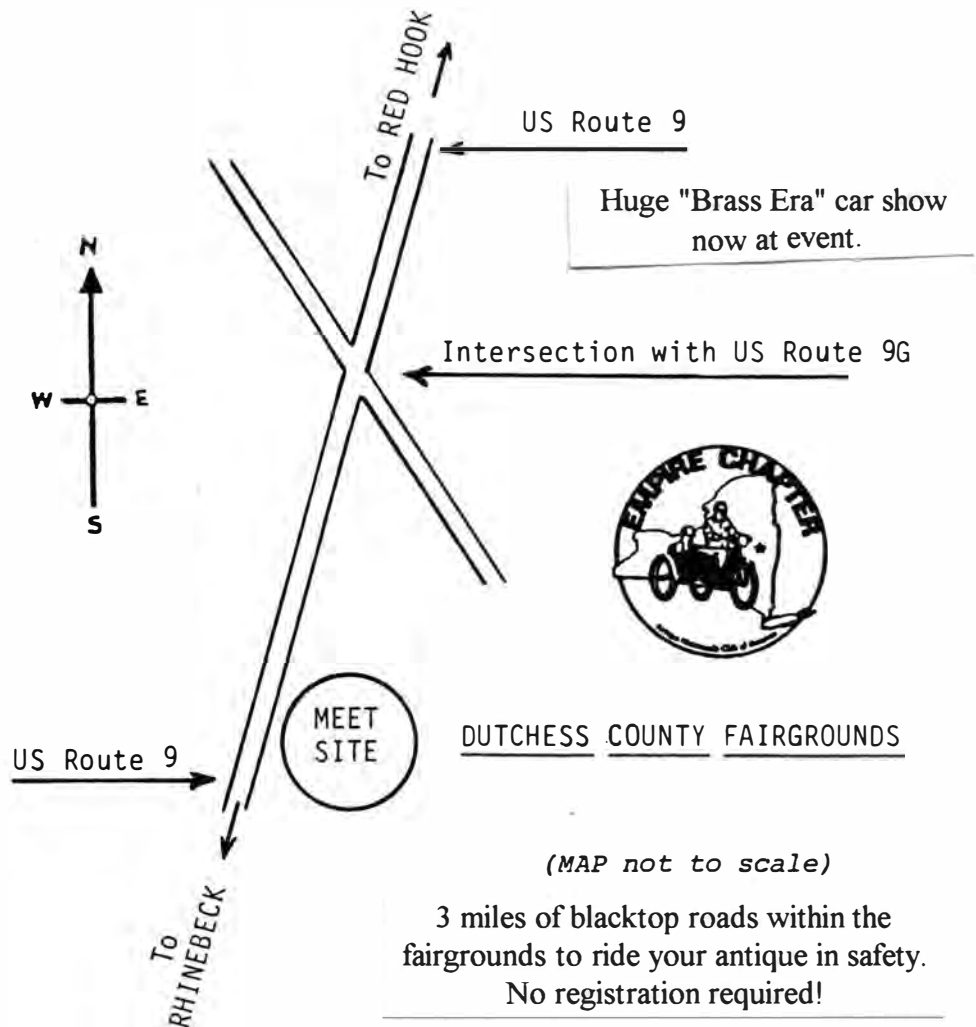 To RED HOOK
US Route 9
Huge "Brass Era" car show
now at event.
N
W
E
S
Intersection with US Route 9G
EMPIRE CHAPTER
MEET
SITE
DUTCHESS COUNTY FAIRGROUNDS
US Route 9
(MAP not to scale)
To
RHINEBECK
3 miles of blacktop roads within the
fairgrounds to ride your antique in safety.
No registration required!